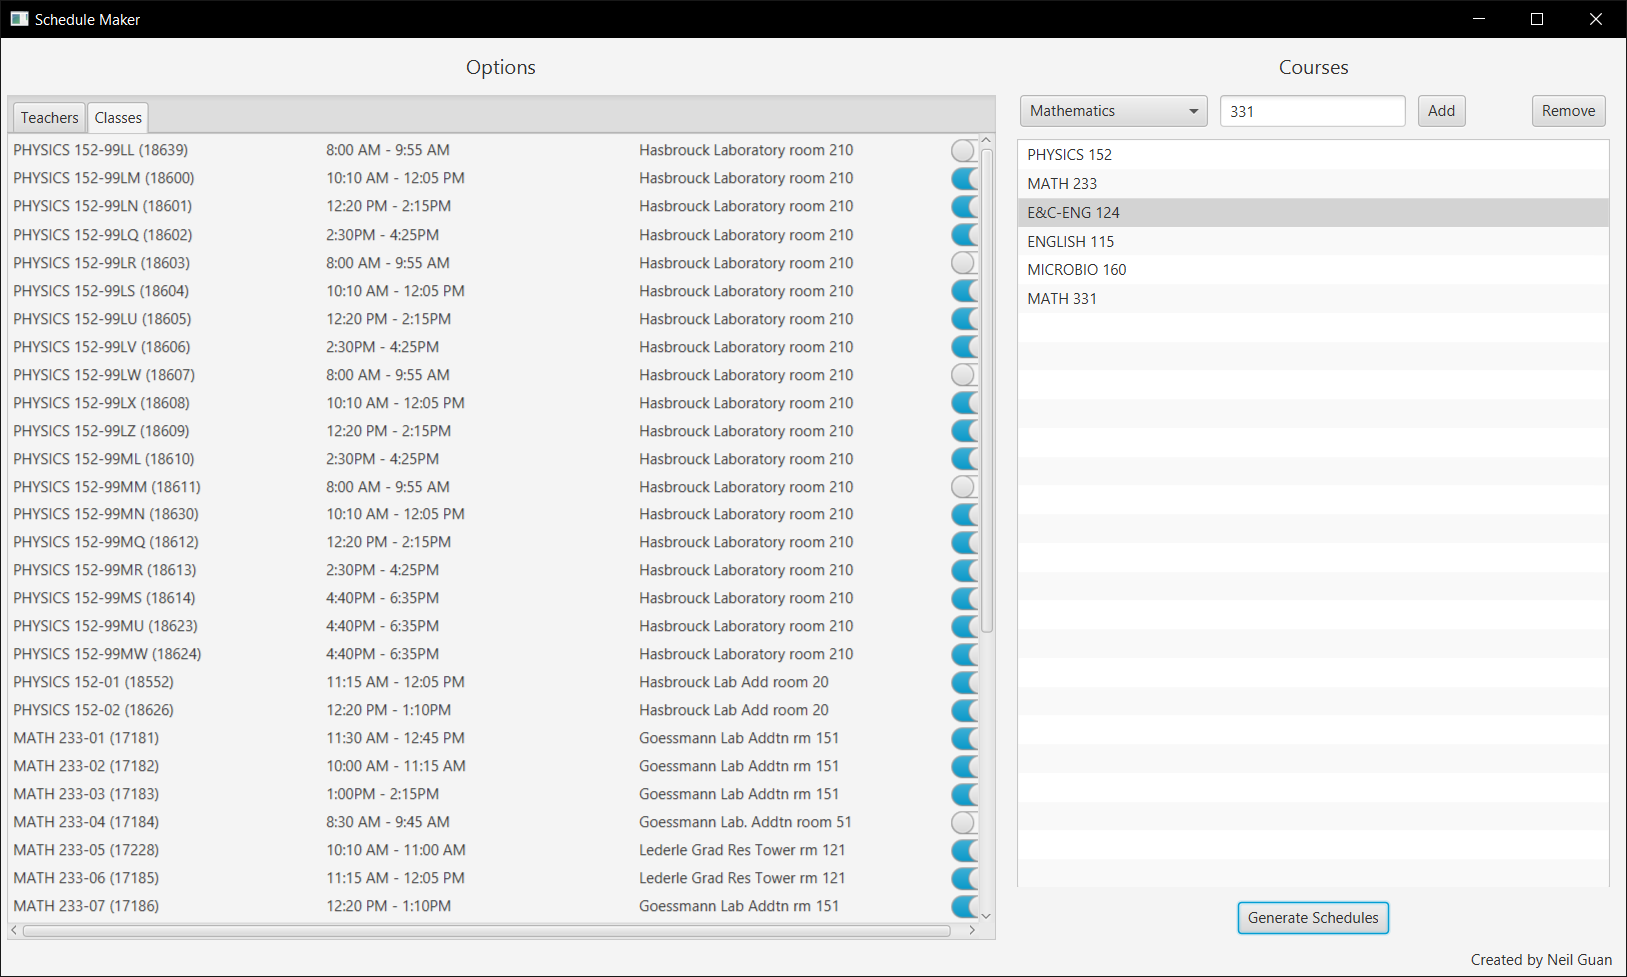 Schedule Maker
Options
Courses
Teachers Classes
Mathematics 331 Add Remove
PHYSICS 152-99LL (18639) 8:00 AM - 9:55 AM Hasbrouck Laboratory room 210
PHYSICS 152-99LM (18600) 10:10 AM - 12:05 PM Hasbrouck Laboratory room 210
PHYSICS 152-99LN (18601) 12:20 PM - 2:15PM Hasbrouck Laboratory room 210
PHYSICS 152-99LQ (18602) 2:30PM - 4:25PM Hasbrouck Laboratory room 210
PHYSICS 152-99LR (18603) 8:00 AM - 9:55 AM Hasbrouck Laboratory room 210
PHYSICS 152-99LS (18604) 10:10 AM - 12:05 PM Hasbrouck Laboratory room 210
PHYSICS 152-99LU (18605) 12:20 PM - 2:15PM Hasbrouck Laboratory room 210
PHYSICS 152-99LV (18606) 2:30PM - 4:25PM Hasbrouck Laboratory room 210
PHYSICS 152-99LW (18607) 8:00 AM - 9:55 AM Hasbrouck Laboratory room 210
PHYSICS 152-99LX (18608) 10:10 AM - 12:05 PM Hasbrouck Laboratory room 210
PHYSICS 152-99LZ (18609) 12:20 PM - 2:15PM Hasbrouck Laboratory room 210
PHYSICS 152-99ML (18610) 2:30PM - 4:25PM Hasbrouck Laboratory room 210
PHYSICS 152-99MM (18611) 8:00 AM - 9:55 AM Hasbrouck Laboratory room 210
PHYSICS 152-99MN (18630) 10:10 AM - 12:05 PM Hasbrouck Laboratory room 210
PHYSICS 152-99MQ (18612) 12:20 PM - 2:15PM Hasbrouck Laboratory room 210
PHYSICS 152-99MR (18613) 2:30PM - 4:25PM Hasbrouck Laboratory room 210
PHYSICS 152-99MS (18614) 4:40PM - 6:35PM Hasbrouck Laboratory room 210
PHYSICS 152-99MU (18623) 4:40PM - 6:35PM Hasbrouck Laboratory room 210
PHYSICS 152-99MW (18624) 4:40PM - 6:35PM Hasbrouck Laboratory room 210
PHYSICS 152-01 (18552) 11:15 AM - 12:05 PM Hasbrouck Lab Add room 20
PHYSICS 152-02 (18626) 12:20 PM - 1:10PM Hasbrouck Lab Add room 20
MATH 233-01 (17181) 11:30 AM - 12:45 PM Goessmann Lab Addtn rm 151
MATH 233-02 (17182) 10:00 AM - 11:15 AM Goessmann Lab Addtn rm 151
MATH 233-03 (17183) 1:00PM - 2:15PM Goessmann Lab Addtn rm 151
MATH 233-04 (17184) 8:30 AM - 9:45 AM Goessmann Lab. Addtn room 51
MATH 233-05 (17228) 10:10 AM - 11:00 AM Lederle Grad Res Tower rm 121
MATH 233-06 (17185) 11:15 AM - 12:05 PM Lederle Grad Res Tower rm 121
MATH 233-07 (17186) 12:20 PM - 1:10PM Goessmann Lab Addtn rm 151
PHYSICS 152
MATH 233
E&C-ENG 124
ENGLISH 115
MICROBIO 160
MATH 331
Generate Schedules
Created by Neil Guan